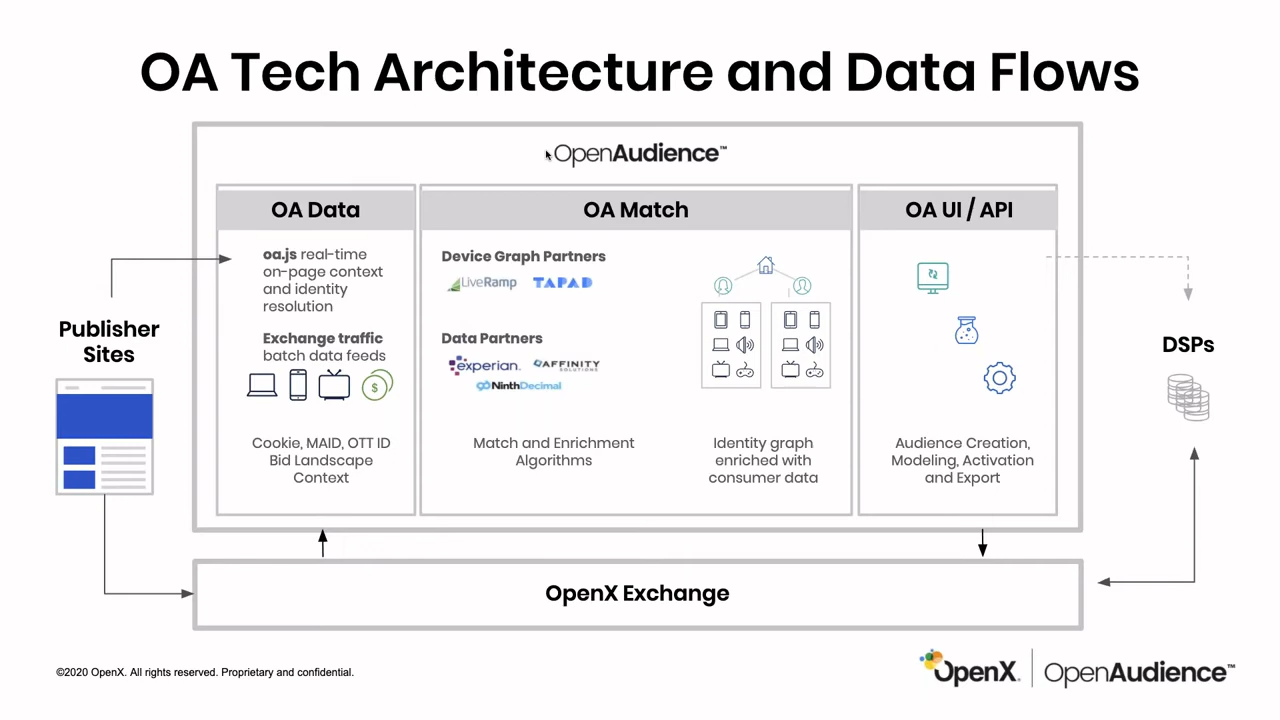 OA Tech Architecture and Data Flows
OpenAudience™
OA Data
oa.js real-time
on-page context
and identity
resolution
Exchange traffic
batch data feeds
$
Cookie, MAID, OTT ID
Bid Landscape
Context
OA Match
Device Graph Partners
LiveRamp
TAPAD
Data Partners
experian.
AFFINITY
SOLUTIONS
NinthDecimal
Match and Enrichment
Algorithms
Identity graph
enriched with
consumer data
OA UI / API
Audience Creation,
Modeling, Activation
and Export
Publisher
Sites
DSPs
OpenX Exchange
©2020 OpenX. All rights reserved. Proprietary and confidential.
OpenX.
OpenAudience™